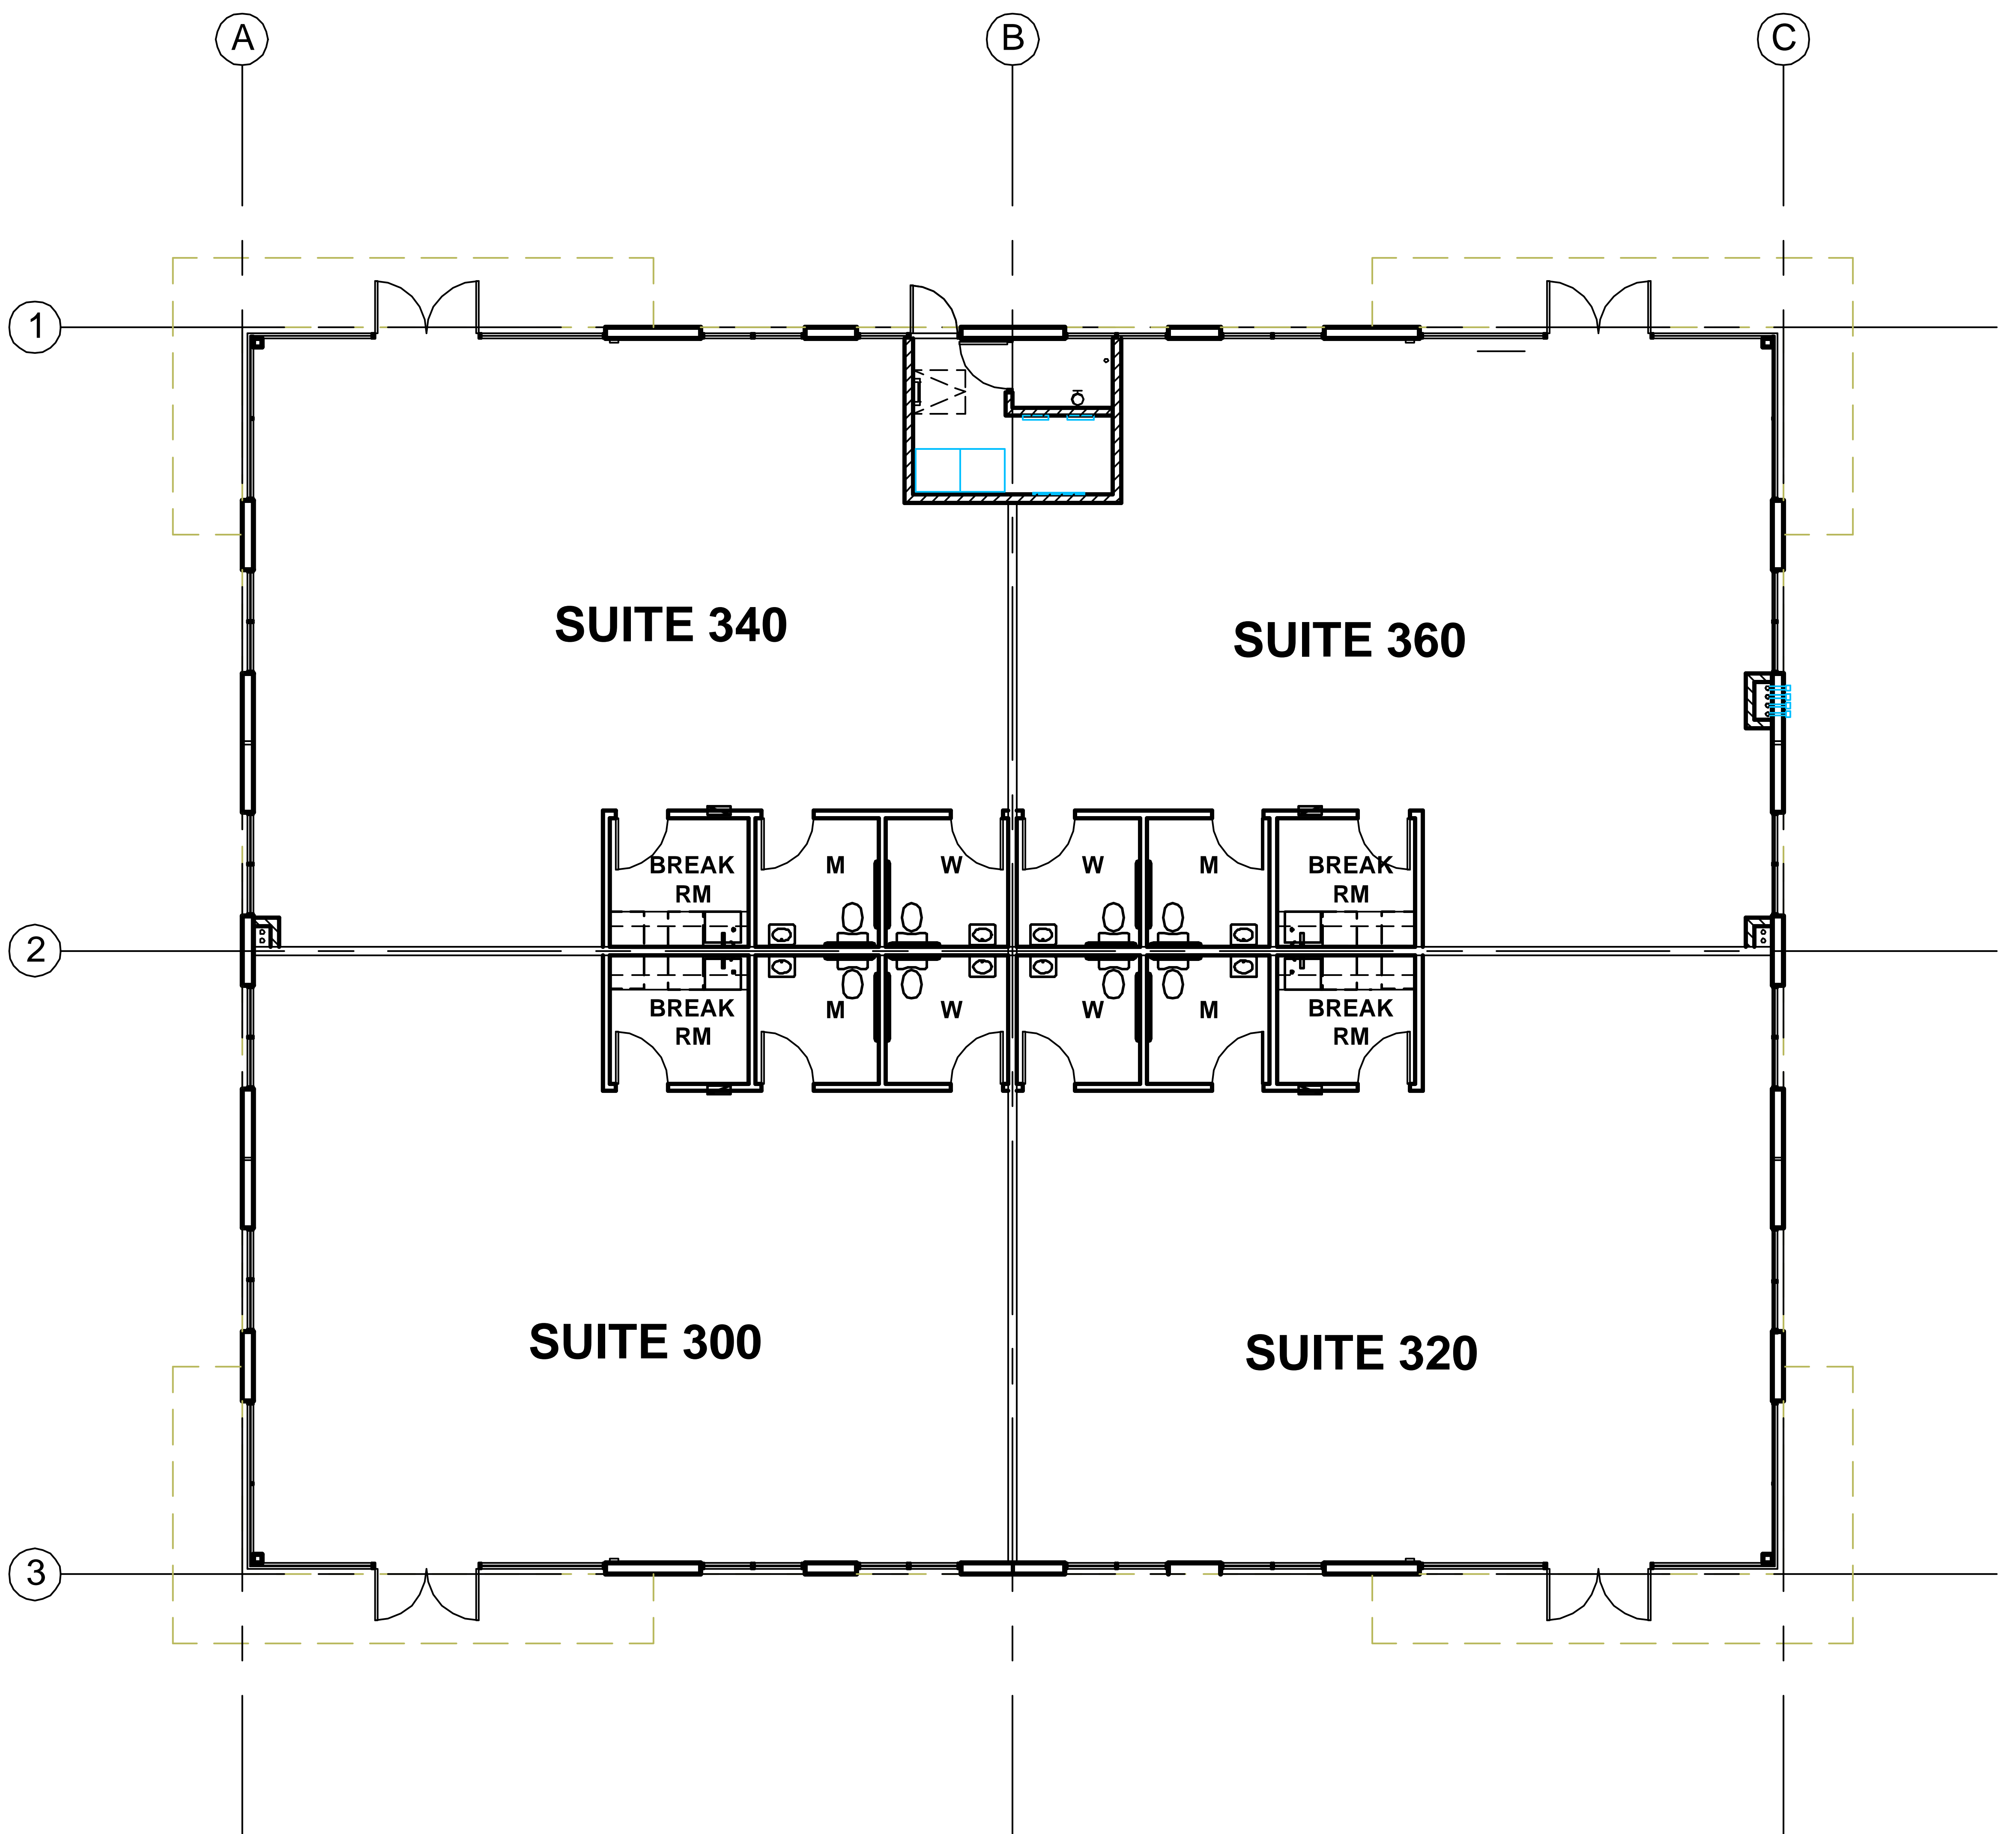 A B C
1
SUITE 340
SUITE 360
BREAK M W W M BREAK
RM RM
2
BREAK M W W M BREAK
RM RM
SUITE 300
SUITE 320
3